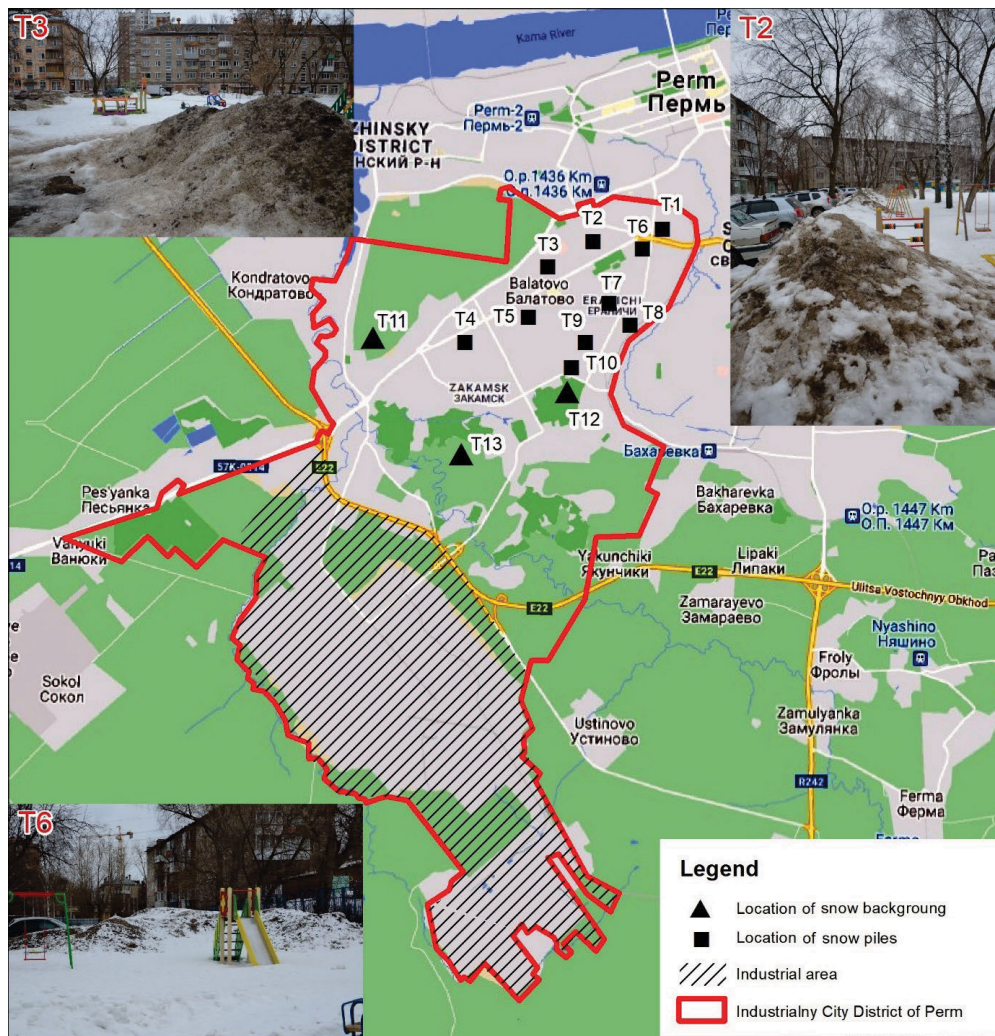 T3
T2
T6
Kama River
Perm
Пермь
Perm-2
Пермь-2
ZHINSKY
DISTRICT
НСКИЙ Р-Н
О.р.1436 Km
T1
T2
T6
T3
Kondratovo
Кондратово
Balatovo
Балатово
T7
ЕРАНИЧИ
T5
T8
T4
T9
T11
T10
ZAKAMSK
ЗАКАМСК
T12
T13
Бахаревка
E22
Pes'yanka
Песьянка
Bakharevka
Бахаревка
О.р. 1447 Km
О.П. 1447 Км
Vanyuki
Ванюки
14
Yakunchiki
Якунчики
Lipaki
Липаки
E22
E22
Ulitsa Vostochnyy Obkhod
Zamarayevo
Замараево
Nyashino
Няшино
Sokol
Сокол
Froly
Фролы
Ustinovo
Устиново
Zamulyanka
Замулянка
R242
Ferma
Ферма
Legend
Location of snow backgroung
Location of snow piles
Industrial area
Industrialny City District of Perm